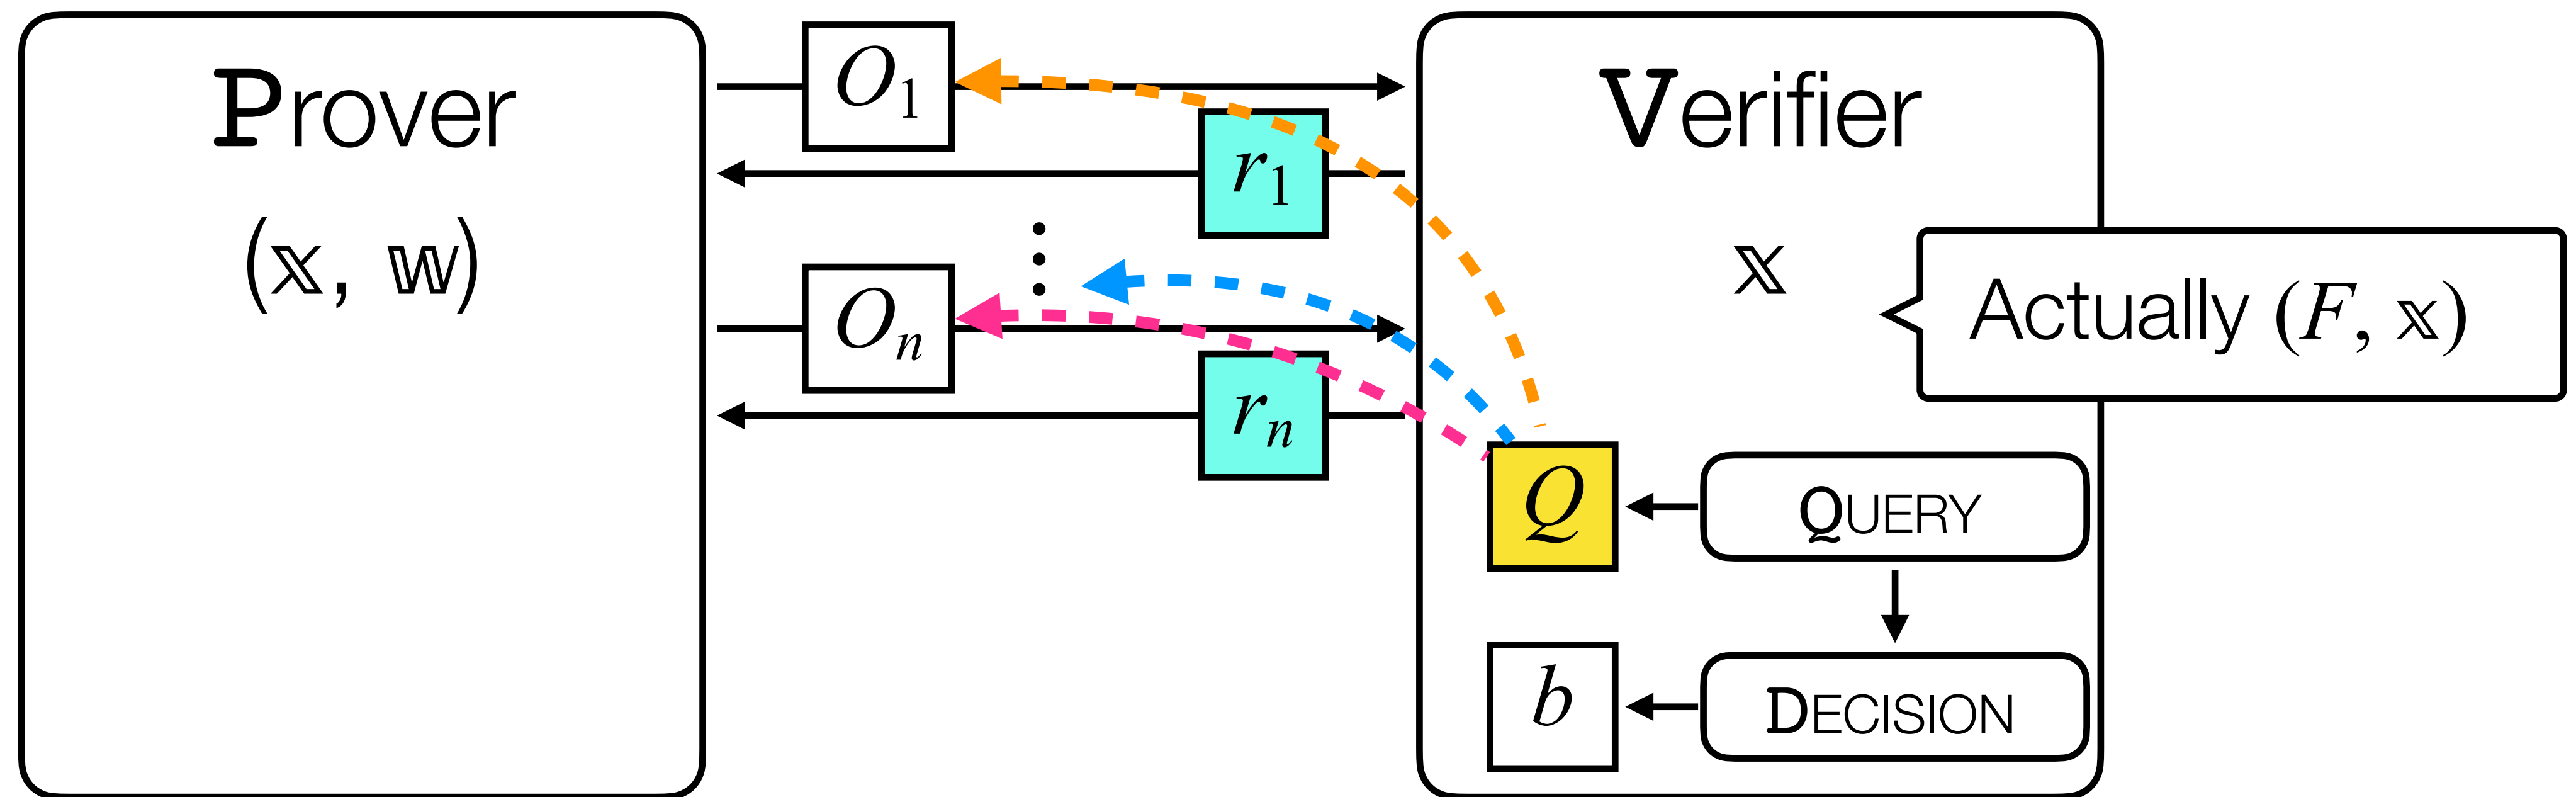 Prover
(𝕩, 𝕨)
O₁
r₁
Oₙ
rₙ
Verifier
𝕩
Actually (F, 𝕩)
Q
QUERY
b
DECISION